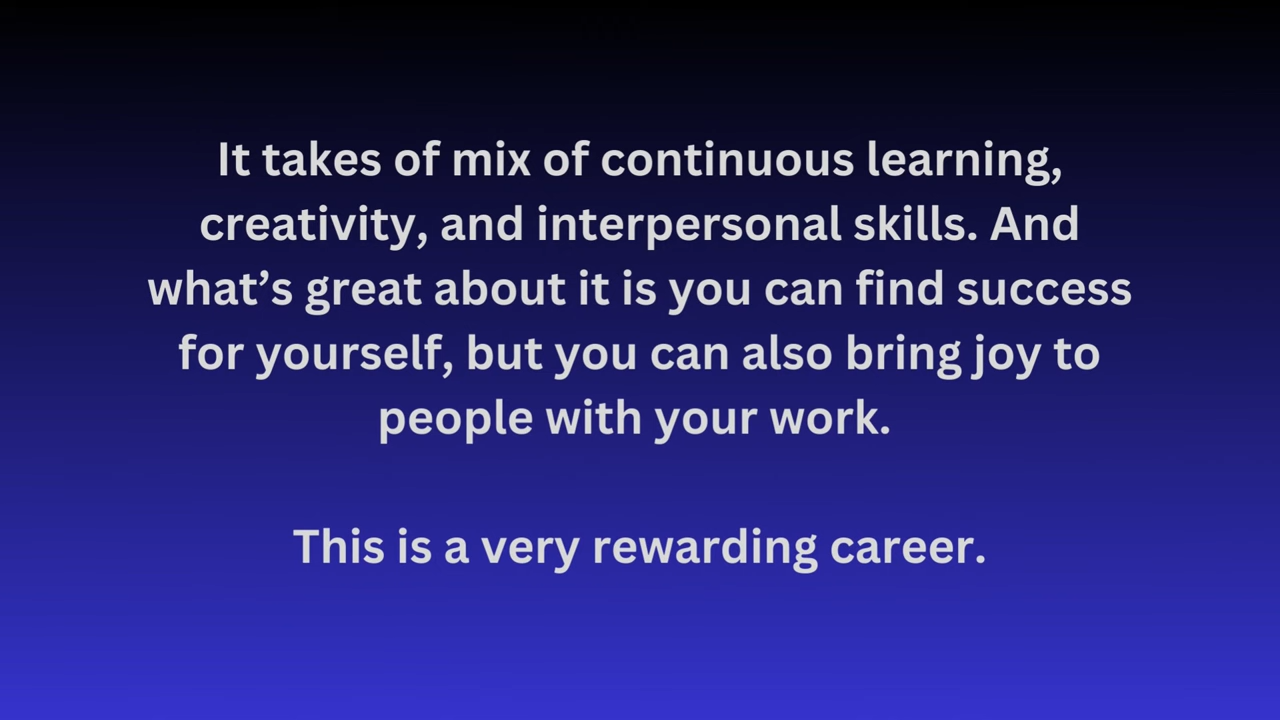 It takes of mix of continuous learning,
creativity, and interpersonal skills. And
what’s great about it is you can find success
for yourself, but you can also bring joy to
people with your work.
This is a very rewarding career.